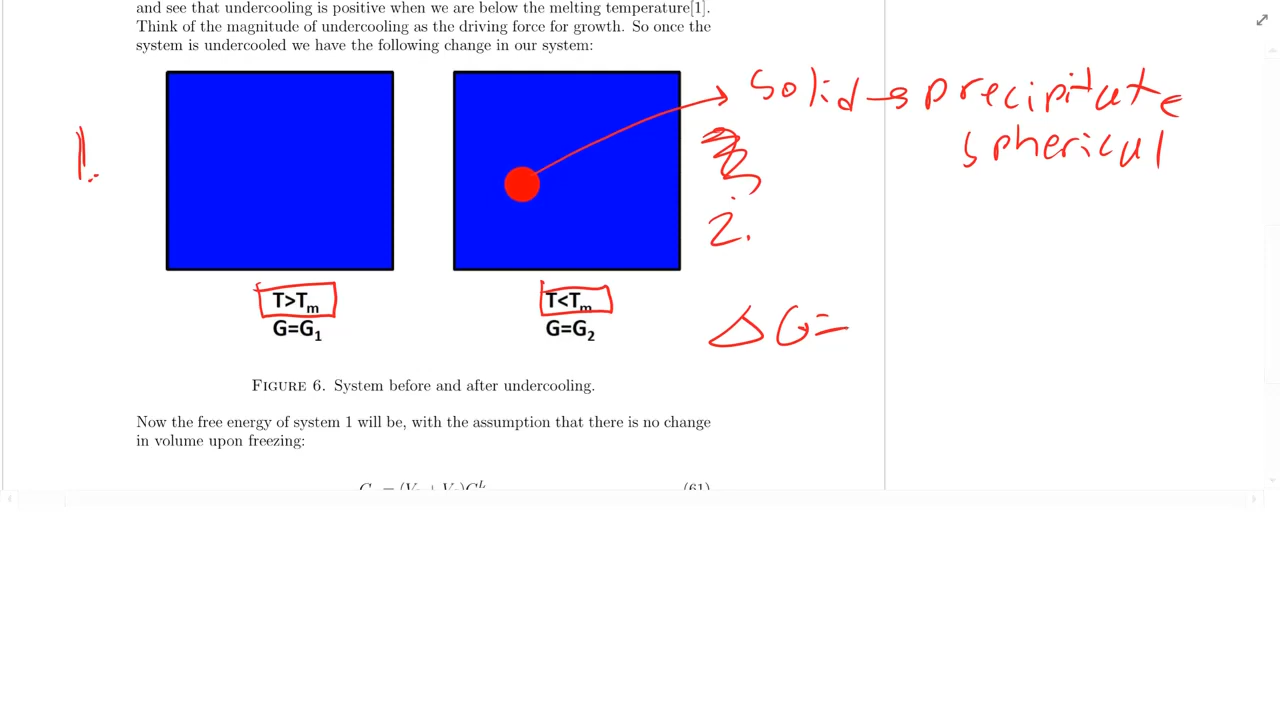 and see that undercooling is positive when we are below the melting temperature[1].
Think of the magnitude of undercooling as the driving force for growth. So once the
system is undercooled we have the following change in our system:
solid → precipitate
spherical
1.
2.
T>Tm
G=G1
T<Tm
G=G2
ΔG=
FIGURE 6. System before and after undercooling.
Now the free energy of system 1 will be, with the assumption that there is no change
in volume upon freezing:
(61)